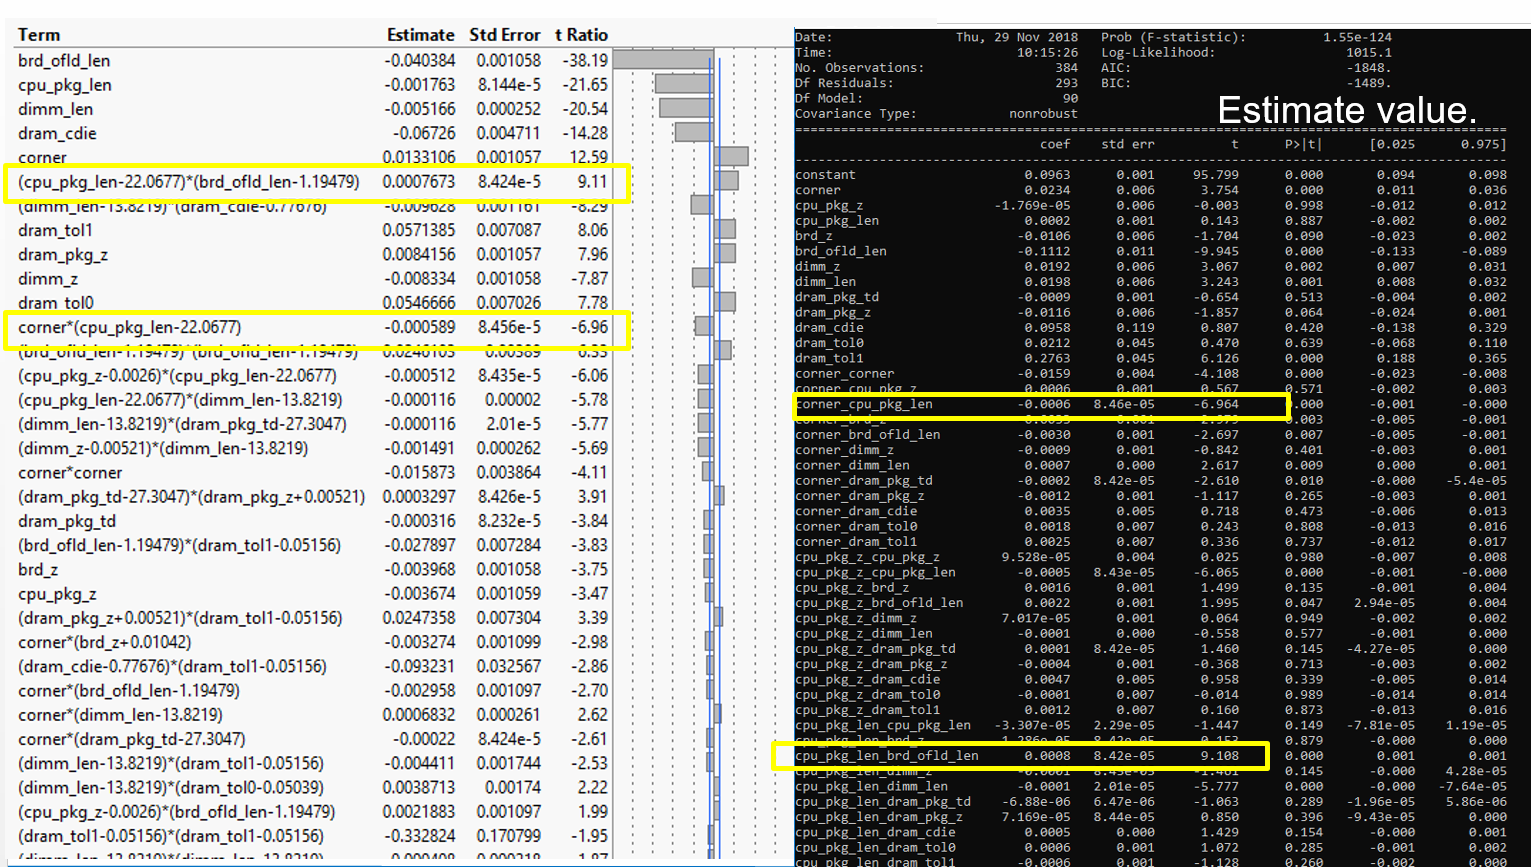 Term Estimate Std Error t Ratio
brd_ofld_len -0.040384 0.001058 -38.19
cpu_pkg_len -0.001763 8.144e-5 -21.65
dimm_len -0.005166 0.000252 -20.54
dram_cdie -0.06726 0.004711 -14.28
corner 0.0133106 0.001057 12.59
(cpu_pkg_len-22.0677)*(brd_ofld_len-1.19479) 0.0007673 8.424e-5 9.11
(dimm_len-13.8219)*(dram_cdie-0.77676) -0.009628 0.001161 -8.29
dram_tol1 0.0571385 0.007087 8.06
dram_pkg_z 0.0084156 0.001057 7.96
dimm_z -0.008334 0.001058 -7.87
dram_tol0 0.0546666 0.007026 7.78
corner*(cpu_pkg_len-22.0677) -0.000589 8.456e-5 -6.96
(brd_ofld_len-1.19479)*(brd_ofld_len-1.19479) 0.0246103 0.00389 6.33
(cpu_pkg_z-0.0026)*(cpu_pkg_len-22.0677) -0.000512 8.435e-5 -6.06
(cpu_pkg_len-22.0677)*(dimm_len-13.8219) -0.000116 0.00002 -5.78
(dimm_len-13.8219)*(dram_pkg_td-27.3047) -0.000116 2.01e-5 -5.77
(dimm_z-0.00521)*(dimm_len-13.8219) -0.001491 0.000262 -5.69
corner*corner -0.015873 0.003864 -4.11
(dram_pkg_td-27.3047)*(dram_pkg_z+0.00521) 0.0003297 8.426e-5 3.91
dram_pkg_td -0.000316 8.232e-5 -3.84
(brd_ofld_len-1.19479)*(dram_tol1-0.05156) -0.027897 0.007284 -3.83
brd_z -0.003968 0.001058 -3.75
cpu_pkg_z -0.003674 0.001059 -3.47
(dram_pkg_z+0.00521)*(dram_tol1-0.05156) 0.0247358 0.007304 3.39
corner*(brd_z+0.01042) -0.003274 0.001099 -2.98
(dram_cdie-0.77676)*(dram_tol1-0.05156) -0.093231 0.032567 -2.86
corner*(brd_ofld_len-1.19479) -0.002958 0.001097 -2.70
corner*(dimm_len-13.8219) 0.0006832 0.000261 2.62
corner*(dram_pkg_td-27.3047) -0.00022 8.424e-5 -2.61
(dimm_len-13.8219)*(dram_tol1-0.05156) -0.004411 0.001744 -2.53
(dimm_len-13.8219)*(dram_tol0-0.05039) 0.0038713 0.00174 2.22
(cpu_pkg_z-0.0026)*(brd_ofld_len-1.19479) 0.0021883 0.001097 1.99
(dram_tol1-0.05156)*(dram_tol1-0.05156) -0.332824 0.170799 -1.95
Date: Thu, 29 Nov 2018 Prob (F-statistic): 1.55e-124
Time: 10:15:26 Log-Likelihood: 1015.1
No. Observations: 384 AIC: -1848.
Df Residuals: 293 BIC: -1489.
Df Model: 90
Covariance Type: nonrobust
Estimate value.
coef std err t P>|t| [0.025 0.975]
constant 0.0963 0.001 95.799 0.000 0.094 0.098
corner 0.0234 0.006 3.754 0.000 0.011 0.036
cpu_pkg_z -1.769e-05 0.006 -0.003 0.998 -0.012 0.012
cpu_pkg_len 0.0002 0.001 0.143 0.887 -0.002 0.002
brd_z -0.0106 0.006 -1.704 0.090 -0.023 0.002
brd_ofld_len -0.1112 0.011 -9.945 0.000 -0.133 -0.089
dimm_z 0.0192 0.006 3.067 0.002 0.007 0.031
dimm_len 0.0198 0.006 3.243 0.001 0.008 0.032
dram_pkg_td -0.0009 0.001 -0.654 0.513 -0.004 0.002
dram_pkg_z -0.0116 0.006 -1.857 0.064 -0.024 0.001
dram_cdie 0.0958 0.119 0.807 0.420 -0.138 0.329
dram_tol0 0.0212 0.045 0.470 0.639 -0.068 0.110
dram_tol1 0.2763 0.045 6.126 0.000 0.188 0.365
corner_corner -0.0159 0.004 -4.108 0.000 -0.023 -0.008
corner_cpu_pkg_z 0.0006 0.001 0.567 0.571 -0.002 0.003
corner_cpu_pkg_len -0.0006 8.46e-05 -6.964 0.000 -0.001 -0.000
corner_brd_z 0.001 0.003 -0.005 -0.001
corner_brd_ofld_len -0.0030 0.001 -2.697 0.007 -0.005 -0.001
corner_dimm_z -0.0009 0.001 -0.842 0.401 -0.003 0.001
corner_dimm_len 0.0007 0.000 2.617 0.009 0.000 0.001
corner_dram_pkg_td -0.0002 8.42e-05 -2.610 0.010 -0.000 -5.4e-05
corner_dram_pkg_z -0.0012 0.001 -1.117 0.265 -0.003 0.001
corner_dram_cdie 0.0035 0.005 0.718 0.473 -0.006 0.013
corner_dram_tol0 0.0018 0.007 0.243 0.808 -0.013 0.016
corner_dram_tol1 0.0025 0.007 0.336 0.737 -0.012 0.017
cpu_pkg_z_cpu_pkg_z 9.528e-05 0.004 0.025 0.980 -0.007 0.008
cpu_pkg_z_cpu_pkg_len -0.0005 8.43e-05 -6.065 0.000 -0.001 -0.000
cpu_pkg_z_brd_z 0.0016 0.001 1.499 0.135 -0.001 0.004
cpu_pkg_z_brd_ofld_len 0.0022 0.001 1.995 0.047 2.94e-05 0.004
cpu_pkg_z_dimm_z 7.017e-05 0.001 0.064 0.949 -0.002 0.002
cpu_pkg_z_dimm_len -0.0001 0.000 -0.558 0.577 -0.001 0.000
cpu_pkg_z_dram_pkg_td 0.0001 8.42e-05 1.460 0.145 -4.27e-05 0.000
cpu_pkg_z_dram_pkg_z -0.0004 0.001 -0.368 0.713 -0.003 0.002
cpu_pkg_z_dram_cdie 0.0047 0.005 0.958 0.339 -0.005 0.014
cpu_pkg_z_dram_tol0 -0.0001 0.007 -0.014 0.989 -0.014 0.014
cpu_pkg_z_dram_tol1 0.0012 0.007 0.160 0.873 -0.013 0.016
cpu_pkg_len_cpu_pkg_len -3.307e-05 2.29e-05 -1.447 0.149 -7.81e-05 1.19e-05
cpu_pkg_len_brd_z 8.42e-05 0.153 0.879 -0.000 0.000
cpu_pkg_len_brd_ofld_len 0.0008 8.42e-05 9.108 0.000 0.001 0.001
cpu_pkg_len_dimm_z -0.0001 8.45e-05 -1.461 0.145 -0.000 4.28e-05
cpu_pkg_len_dimm_len -0.0001 2.01e-05 -5.777 0.000 -0.000 -7.64e-05
cpu_pkg_len_dram_pkg_td -6.88e-06 6.47e-06 -1.063 0.289 -1.96e-05 5.86e-06
cpu_pkg_len_dram_pkg_z 7.169e-05 8.44e-05 0.850 0.396 -9.43e-05 0.000
cpu_pkg_len_dram_cdie 0.0005 0.000 1.429 0.154 -0.000 0.001
cpu_pkg_len_dram_tol0 0.0006 0.001 1.072 0.285 -0.000 0.002
cpu_pkg_len_dram_tol1 -0.0006 0.001 -1.128 0.260 -0.002 0.000